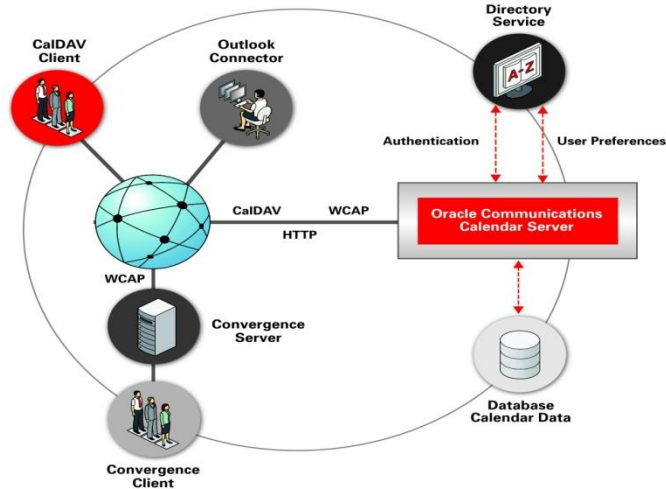 CalDAV
Client
Outlook
Connector
Directory
Service
A-Z
Authentication
User Preferences
CalDAV
WCAP
HTTP
Oracle Communications
Calendar Server
WCAP
Convergence
Server
Database
Calendar Data
Convergence
Client